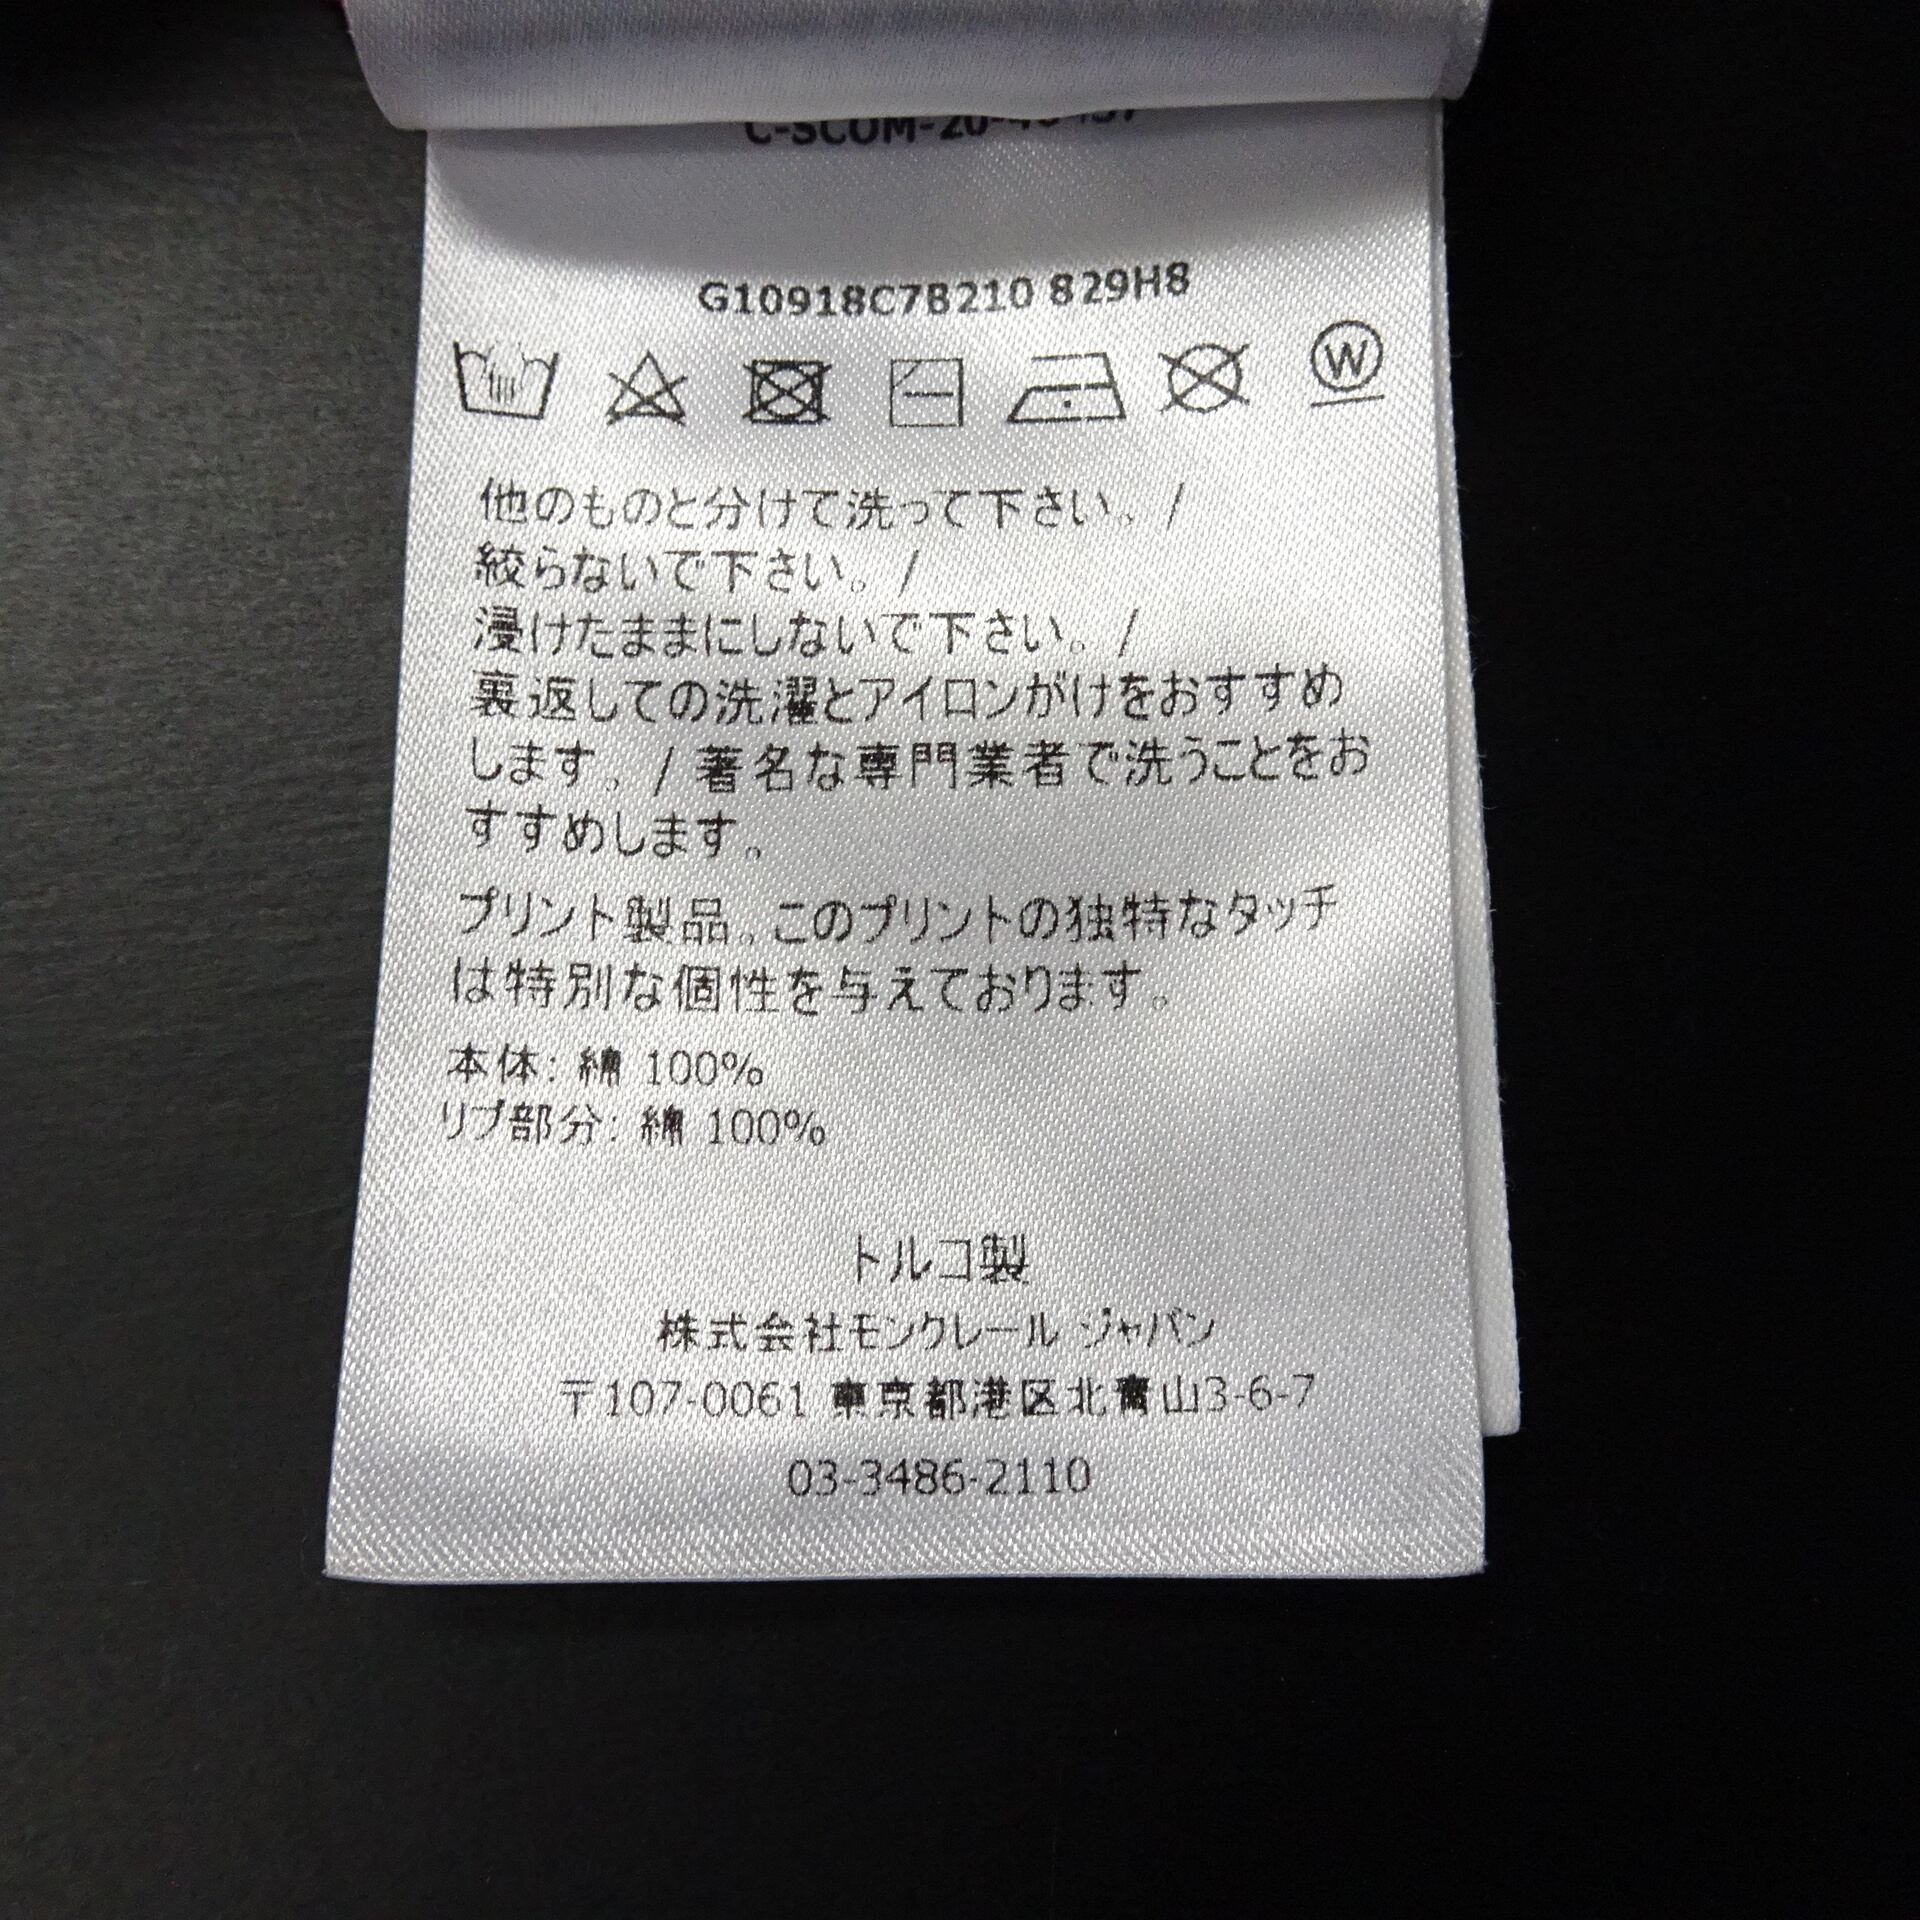 G10918C7B210 829H8
W
他のものと分けて洗って下さい。/
絞らないで下さい。/
浸けたままにしないで下さい。/
裏返しての洗濯とアイロンがけをおすすめ
します。/ 著名な専門業者で洗うことをお
すすめします。
プリント製品。このプリントの独特なタッチ
は特別な個性を与えております。
本体: 綿 100%
リブ部分: 綿 100%
トルコ製
株式会社モンクレール ジャパン
〒107-0061 東京都港区北青山3-6-7
03-3486-2110